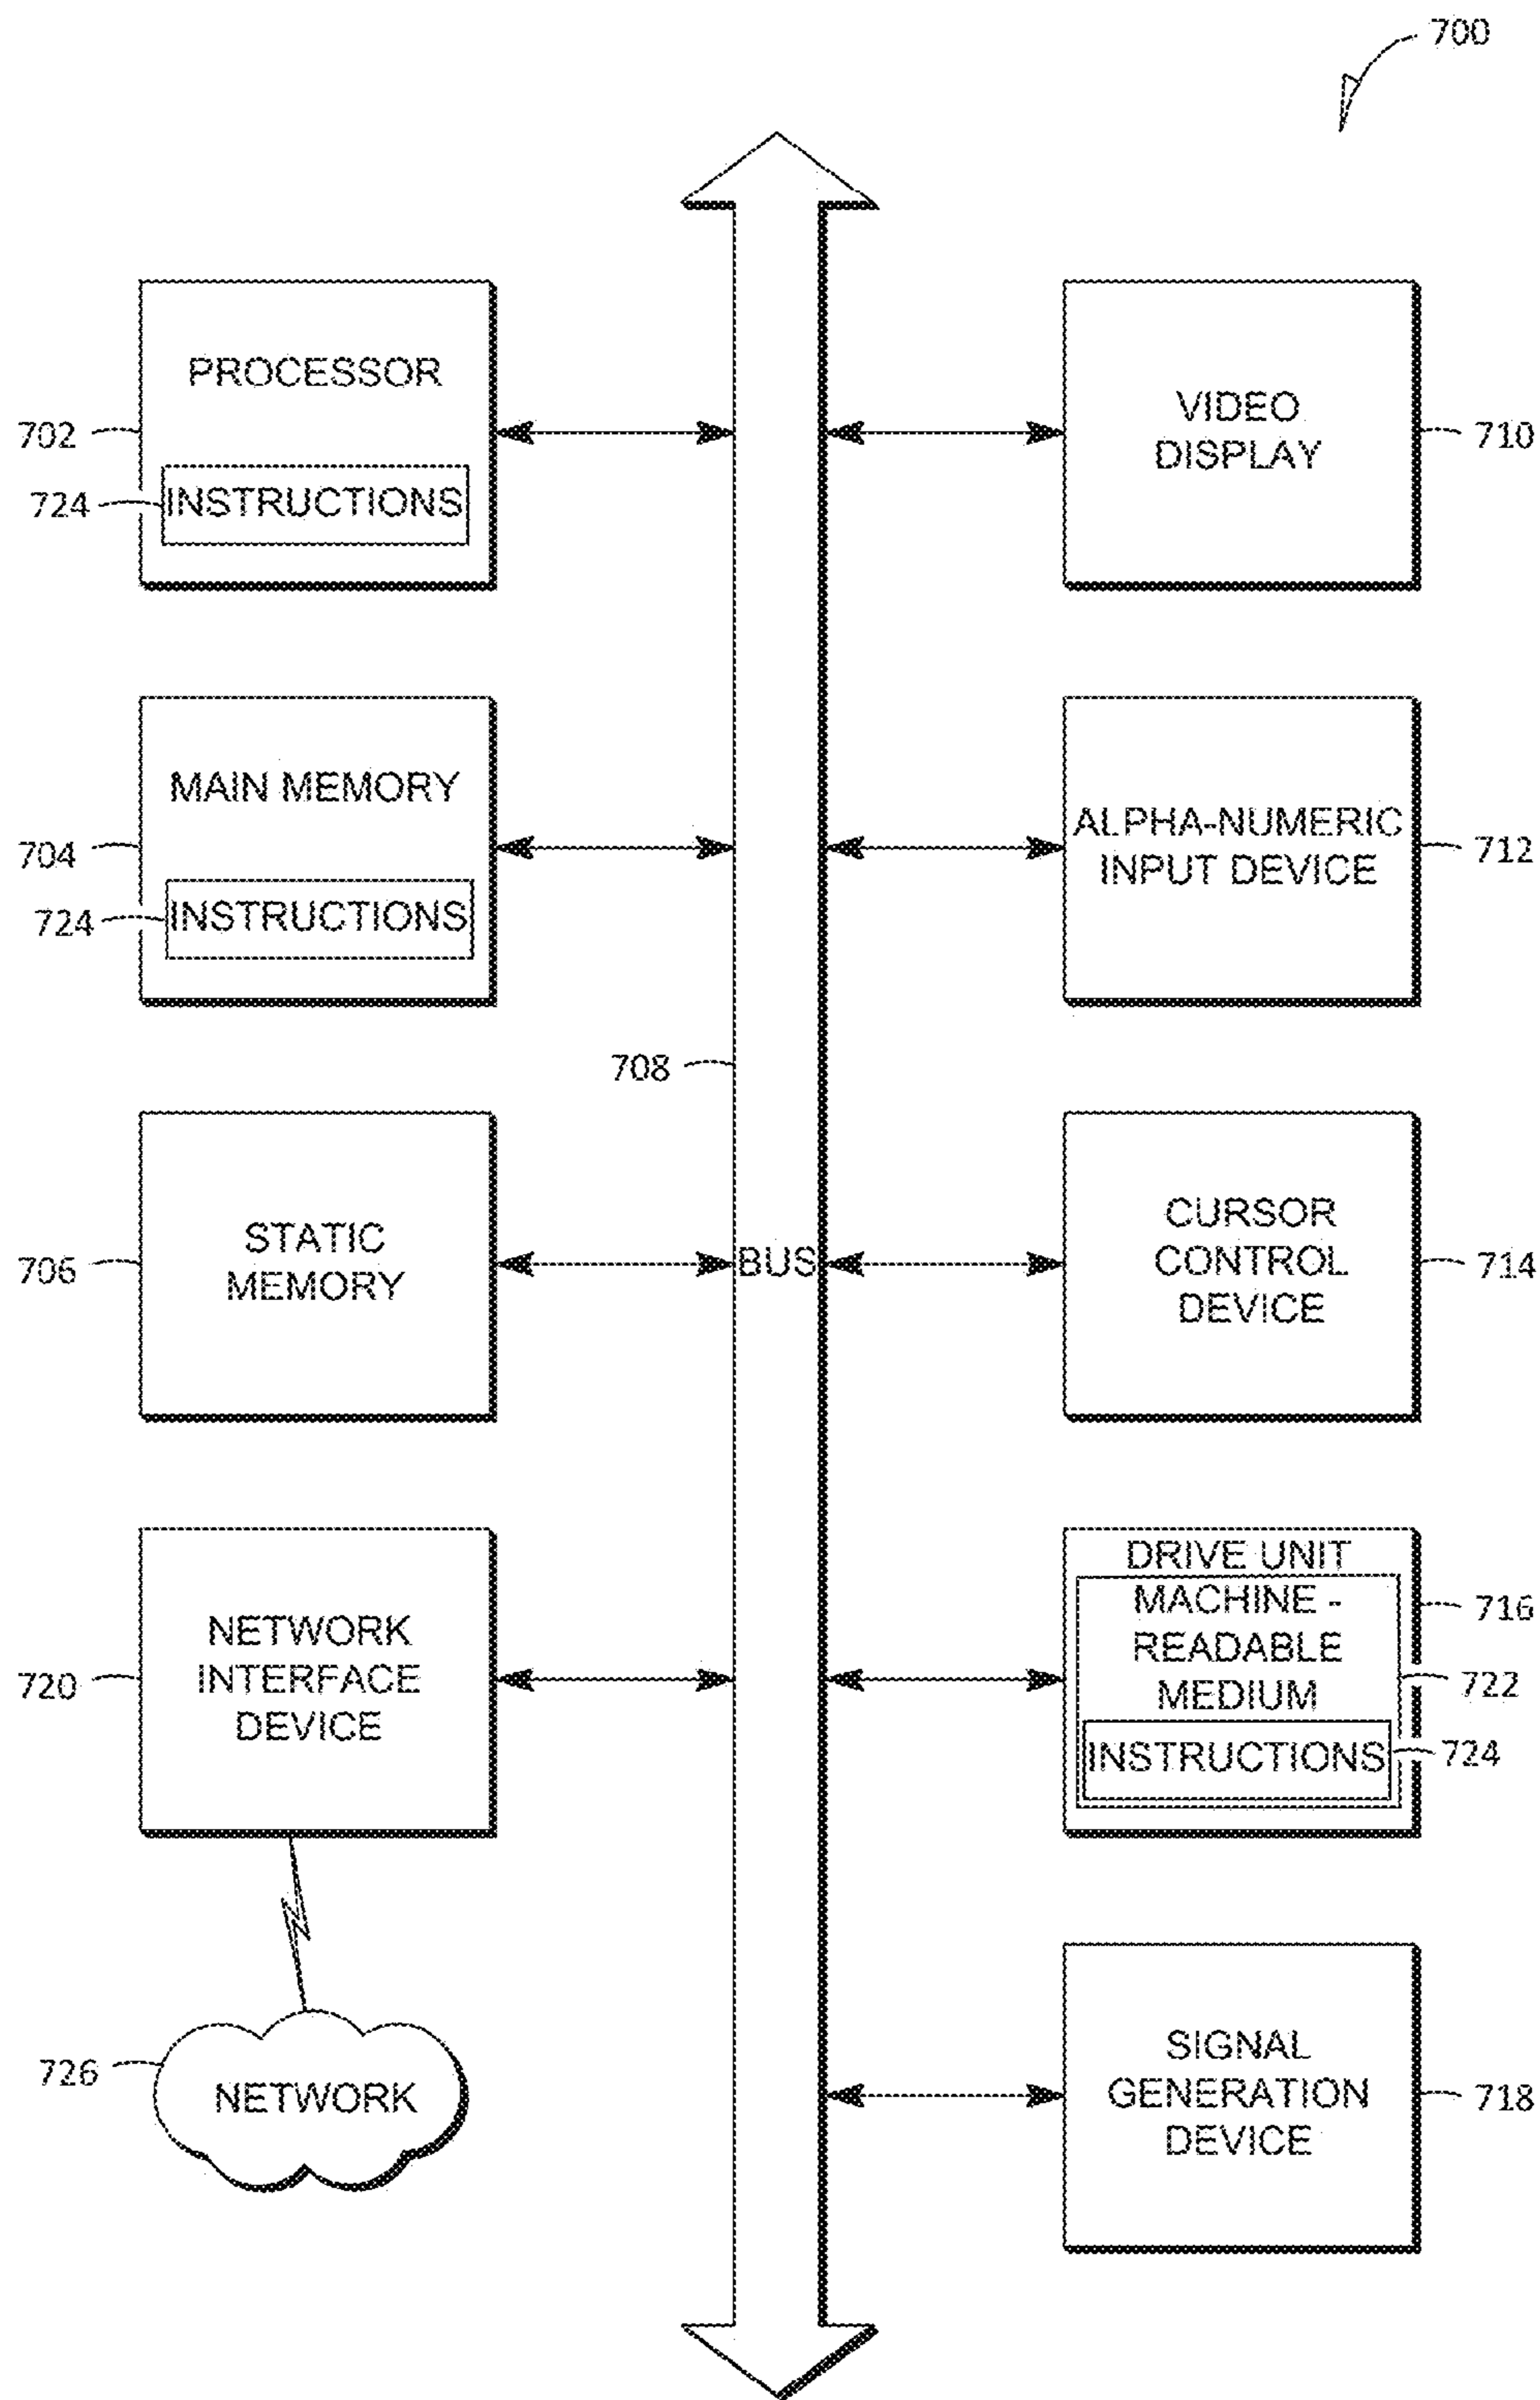 700
PROCESSOR
702
724
INSTRUCTIONS
VIDEO
DISPLAY
710
MAIN MEMORY
704
724
INSTRUCTIONS
ALPHA-NUMERIC
INPUT DEVICE
712
708
BUS
STATIC
MEMORY
706
CURSOR
CONTROL
DEVICE
714
NETWORK
INTERFACE
DEVICE
720
DRIVE UNIT
716
MACHINE -
READABLE
MEDIUM
722
INSTRUCTIONS
724
726
NETWORK
SIGNAL
GENERATION
DEVICE
718